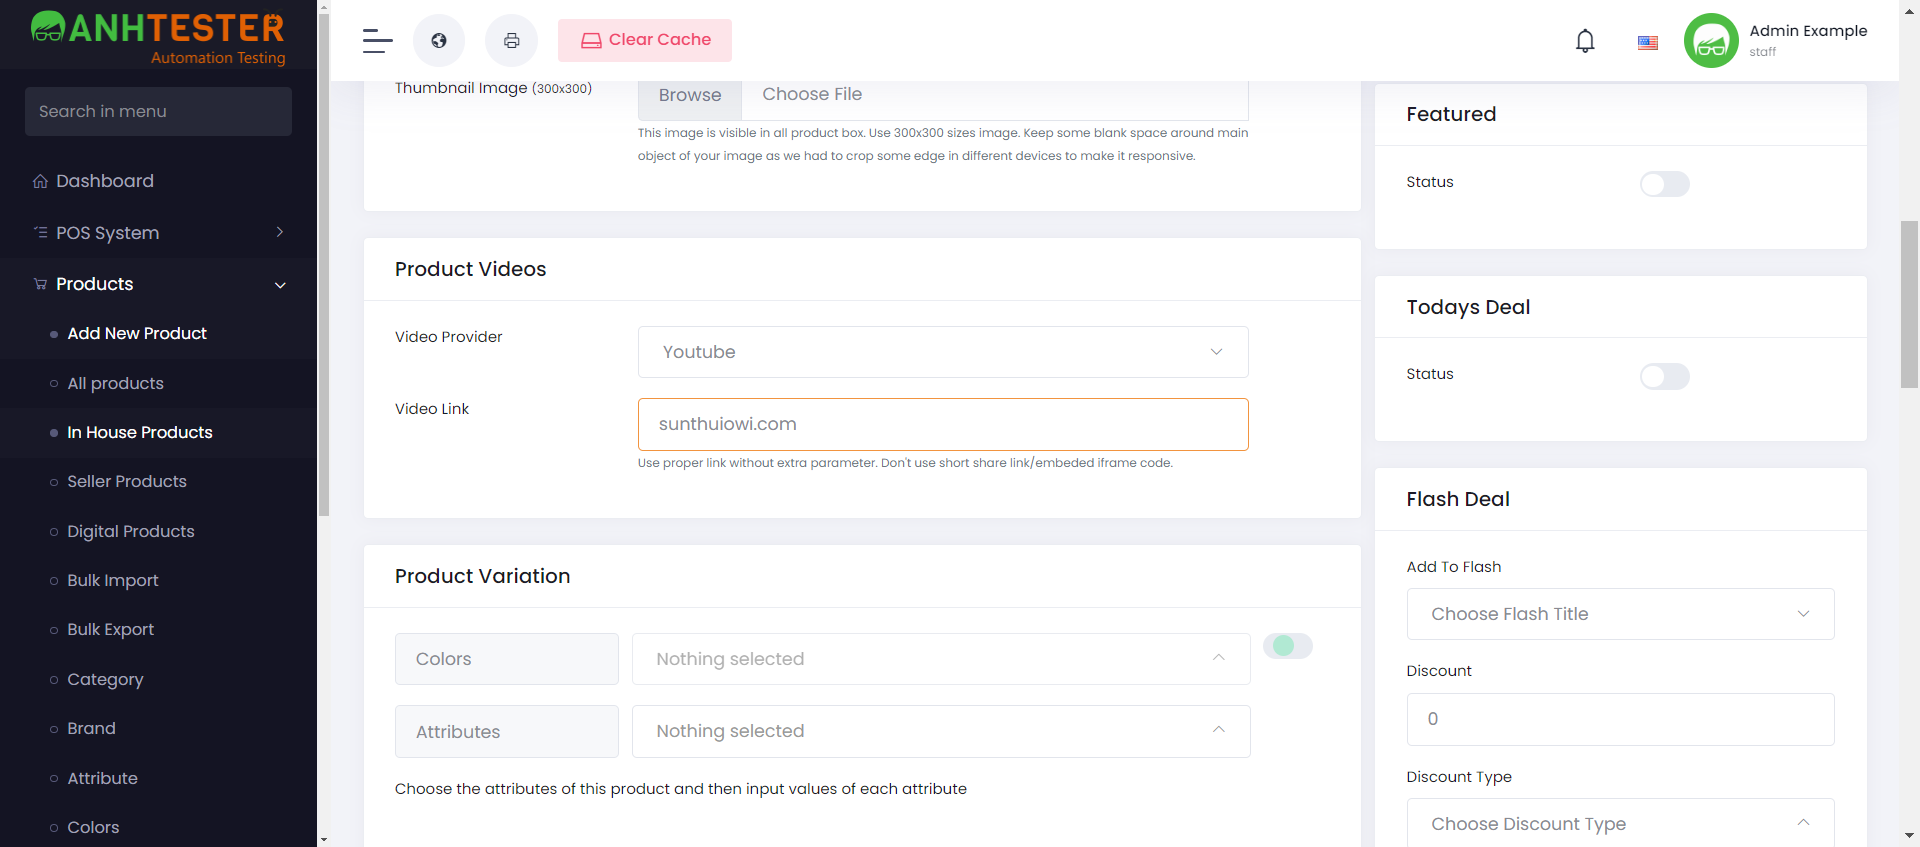 ANHTESTER
Automation Testing
Search in menu
Dashboard
POS System
Products
Add New Product
All products
In House Products
Seller Products
Digital Products
Bulk Import
Bulk Export
Category
Brand
Attribute
Colors
Clear Cache
Admin Example
staff
Thumbnail Image (300x300)
Browse
Choose File
This image is visible in all product box. Use 300x300 sizes image. Keep some blank space around main
object of your image as we had to crop some edge in different devices to make it responsive.
Product Videos
Video Provider
Youtube
Video Link
sunthuiowi.com
Use proper link without extra parameter. Don't use short share link/embeded iframe code.
Product Variation
Colors
Nothing selected
Attributes
Nothing selected
Choose the attributes of this product and then input values of each attribute
Featured
Status
Todays Deal
Status
Flash Deal
Add To Flash
Choose Flash Title
Discount
0
Discount Type
Choose Discount Type